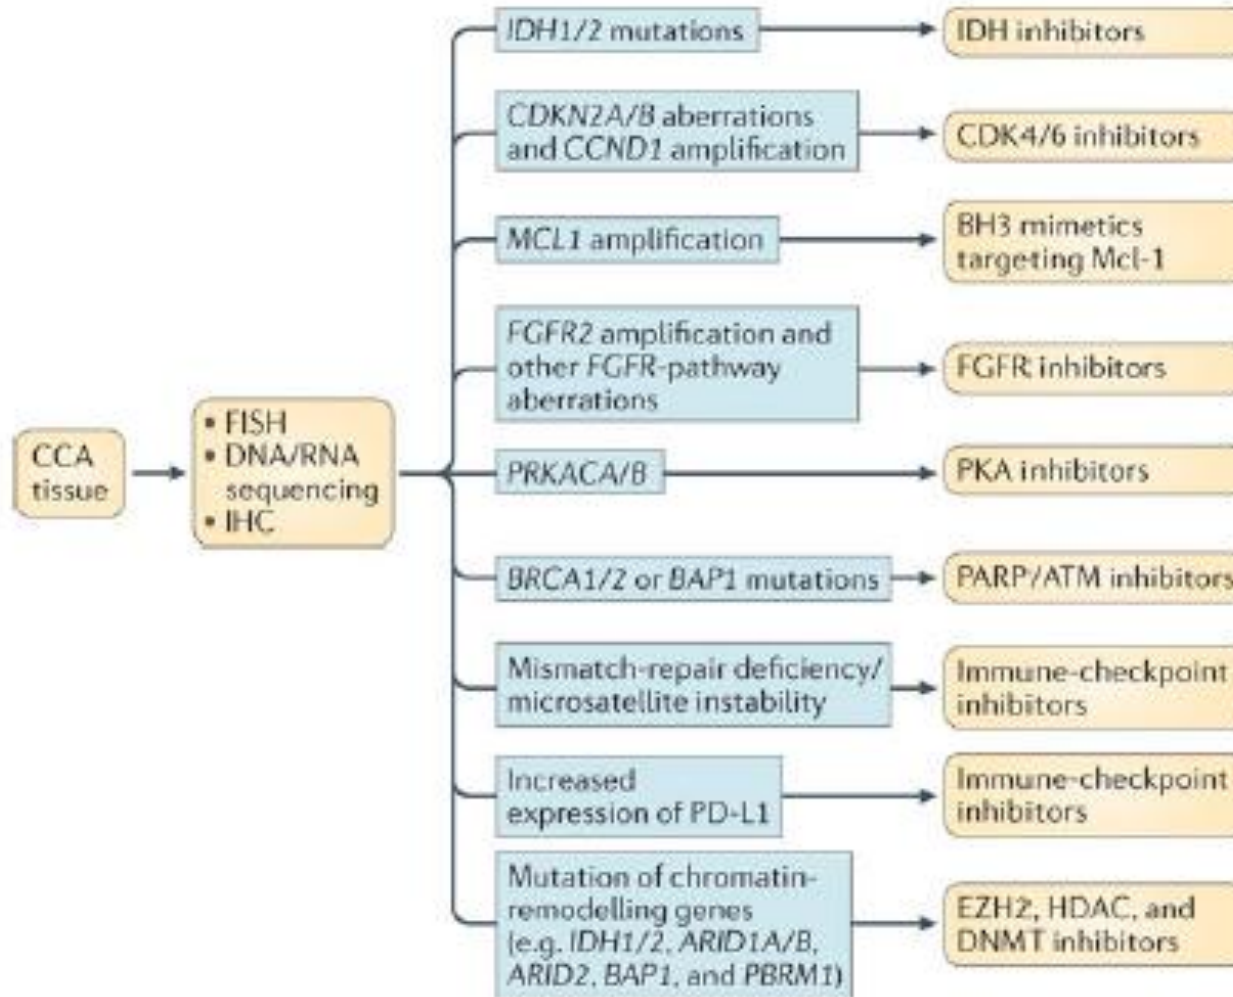 IDH1/2 mutations
IDH inhibitors
CDKN2A/B aberrations
and CCND1 amplification
CDK4/6 inhibitors
MCL1 amplification
BH3 mimetics
targeting Mcl-1
FGFR2 amplification and
other FGFR-pathway
aberrations
FGFR inhibitors
CCA
tissue
• FISH
• DNA/RNA
sequencing
• IHC
PRKACA/B
PKA inhibitors
BRCA1/2 or BAP1 mutations
PARP/ATM inhibitors
Mismatch-repair deficiency/
microsatellite instability
Immune-checkpoint
inhibitors
Increased
expression of PD-L1
Immune-checkpoint
inhibitors
Mutation of chromatin-
remodelling genes
(e.g. IDH1/2, ARID1A/B,
ARID2, BAP1, and PBRM1)
EZH2, HDAC, and
DNMT inhibitors